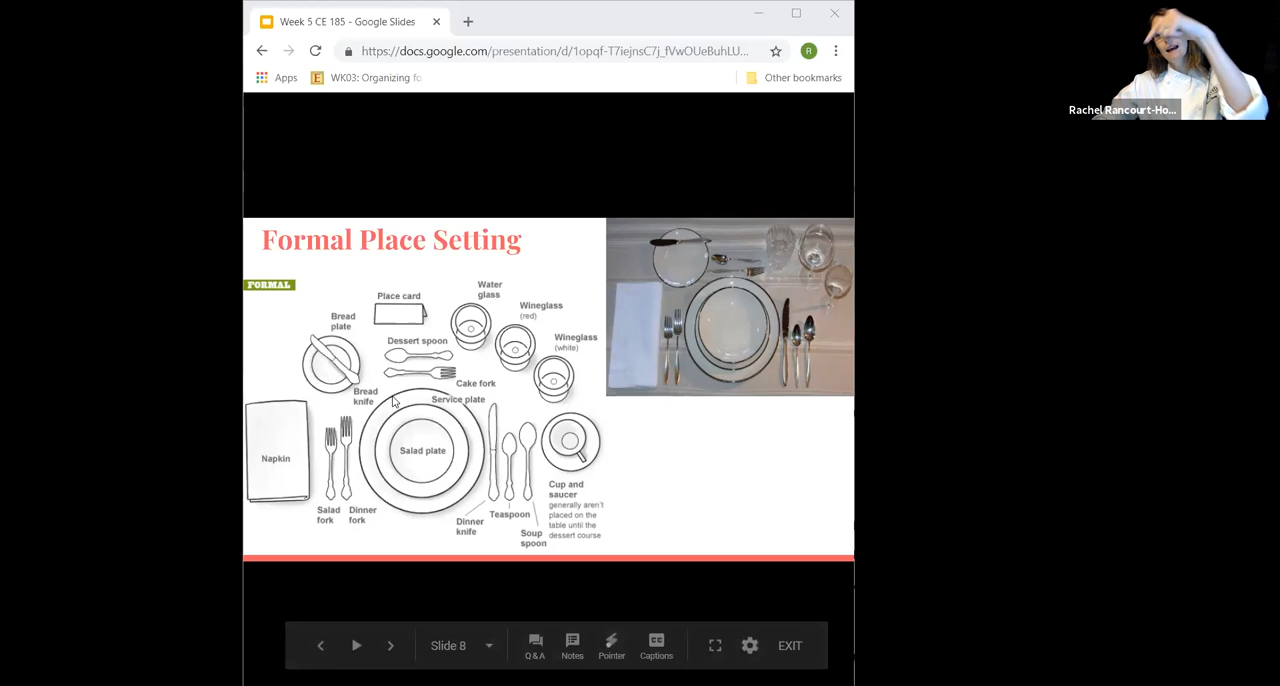 Week 5 CE 185 - Google Slides
https://docs.google.com/presentation/d/1opqf-T7iejnsC7j_fVwOUeBuhLU...
R
Apps
WK03: Organizing fo
Other bookmarks
Rachel Rancourt-Ho...
Formal Place Setting
FORMAL
Place card
Water
glass
Wineglass
(red)
Wineglass
(white)
Bread
plate
Dessert spoon
Cake fork
Bread
knife
Service plate
Napkin
Salad plate
Salad
fork
Dinner
fork
Dinner
knife
Teaspoon
Soup
spoon
Cup and
saucer
generally aren't
placed on the
table until the
dessert course
Slide 8
Q & A
Notes
Pointer
CC
Captions
EXIT